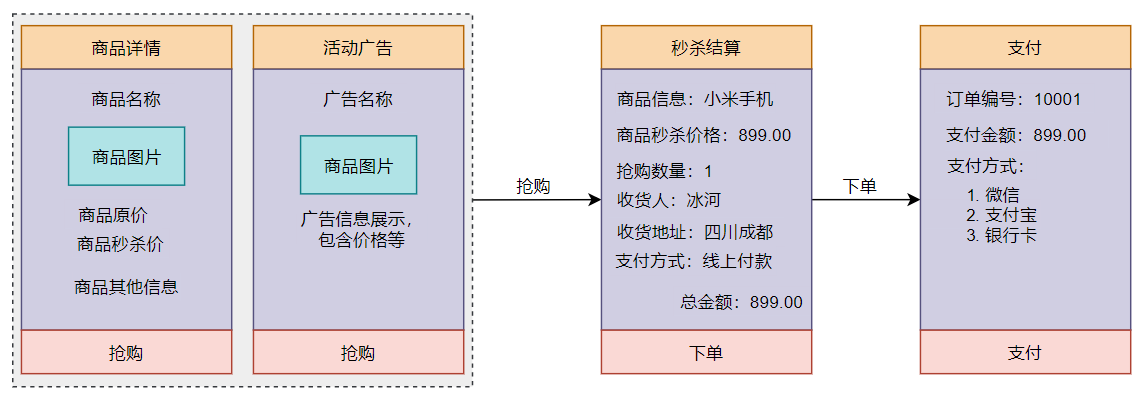 商品详情
商品名称
商品图片
商品原价
商品秒杀价
商品其他信息
抢购
活动广告
广告名称
商品图片
广告信息展示，
包含价格等
抢购
抢购
秒杀结算
商品信息：小米手机
商品秒杀价格：899.00
抢购数量：1
收货人：冰河
收货地址：四川成都
支付方式：线上付款
总金额：899.00
下单
下单
支付
订单编号：10001
支付金额：899.00
支付方式：
1. 微信
2. 支付宝
3. 银行卡
支付